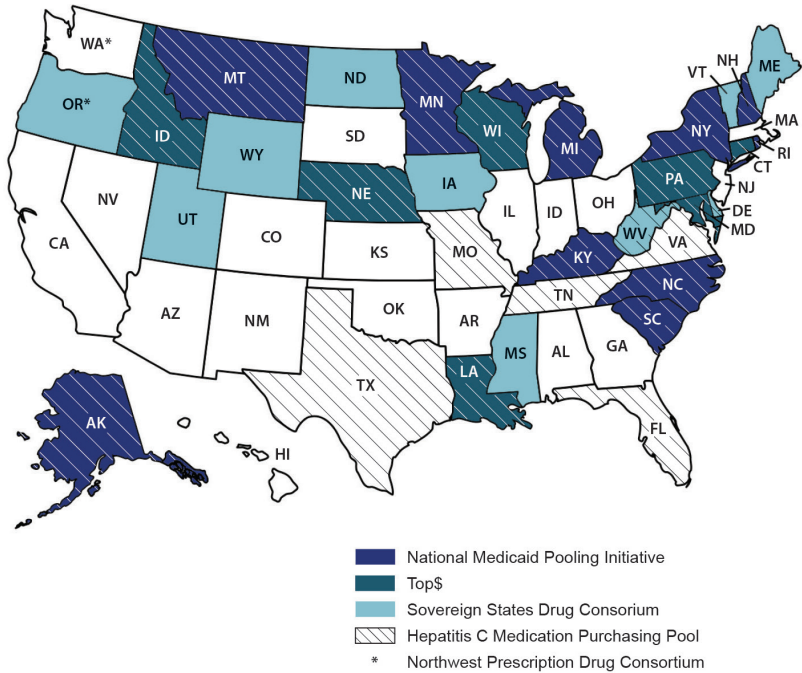 WA*
MT
ND
MN
VT
NH
ME
OR*
ID
WY
SD
WI
MI
NY
MA
RI
CT
NV
UT
NE
IA
PA
NJ
CA
CO
KS
MO
IL
ID
OH
WV
DE
MD
VA
KY
AZ
NM
OK
AR
TN
NC
SC
TX
LA
MS
AL
GA
FL
AK
HI
National Medicaid Pooling Initiative
Top$
Sovereign States Drug Consorium
Hepatitis C Medication Purchasing Pool
* Northwest Prescription Drug Consortium